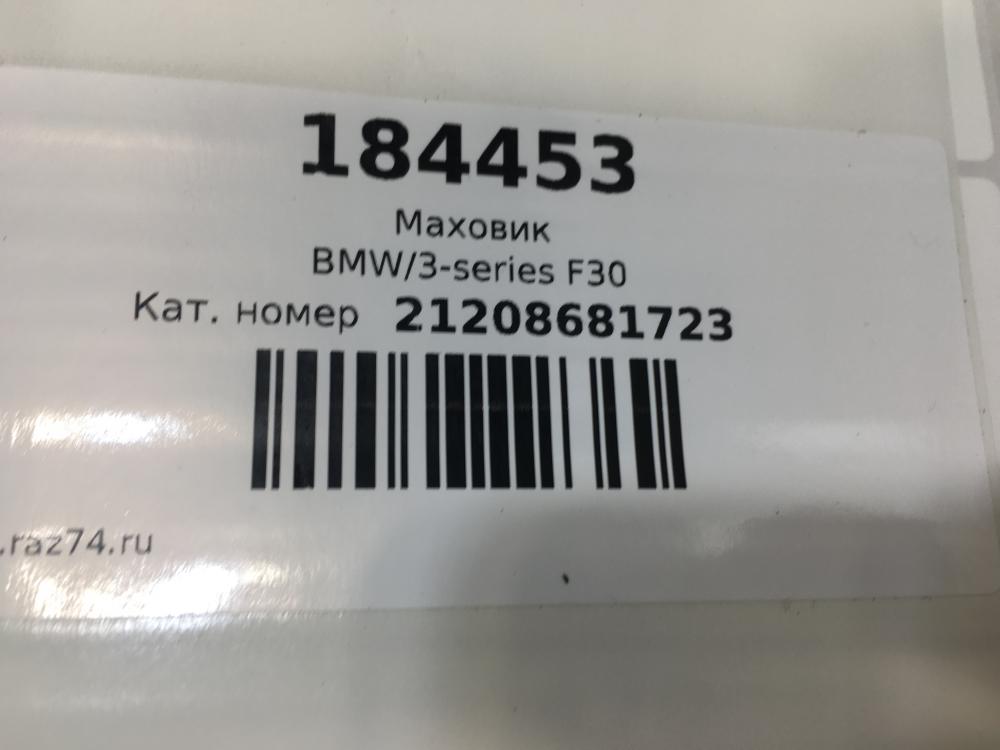 184453
Маховик
BMW/3-series F30
Кат. номер 21208681723
.raz74.ru